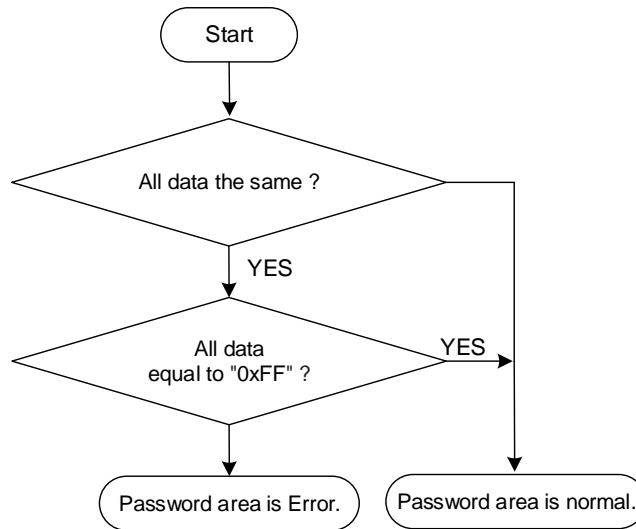 Start
All data the same ?
YES
All data
equal to "0xFF" ?
YES
Password area is Error.
Password area is normal.